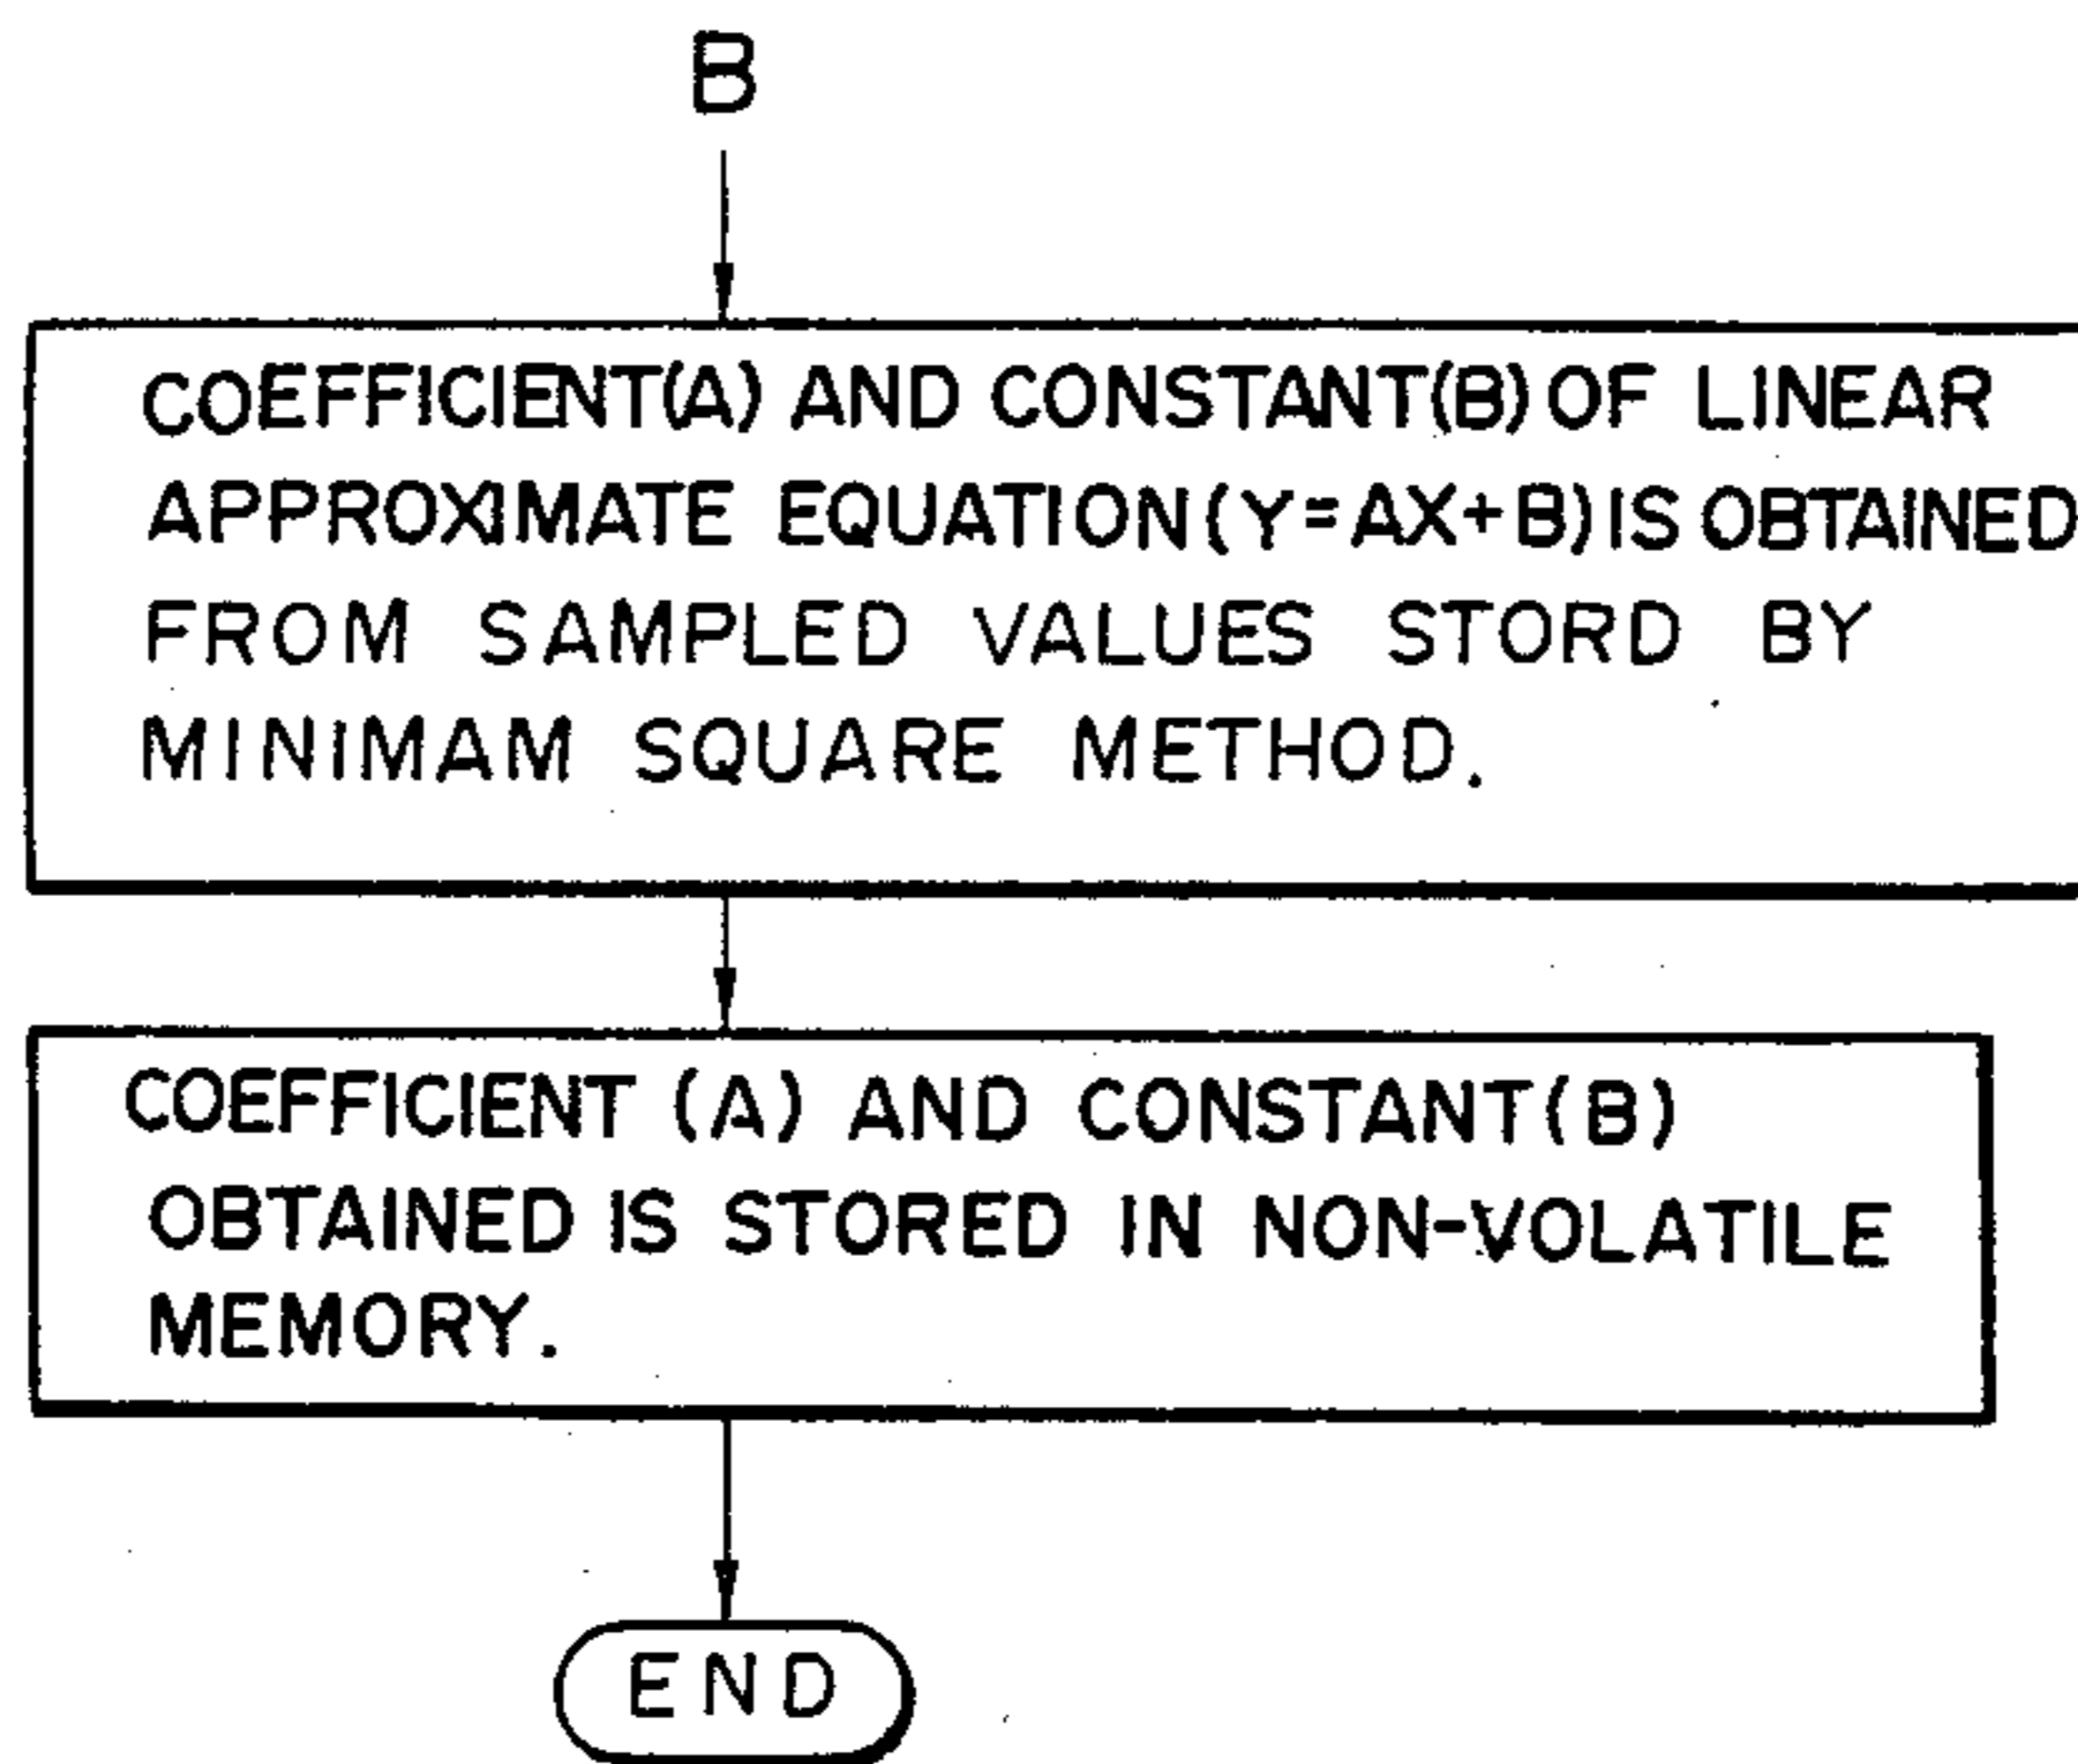 B
COEFFICIENT(A) AND CONSTANT(B) OF LINEAR
APPROXIMATE EQUATION(Y=AX+B) IS OBTAINED
FROM SAMPLED VALUES STORD BY
MINIMAM SQUARE METHOD.
COEFFICIENT (A) AND CONSTANT(B)
OBTAINED IS STORED IN NON-VOLATILE
MEMORY.
END